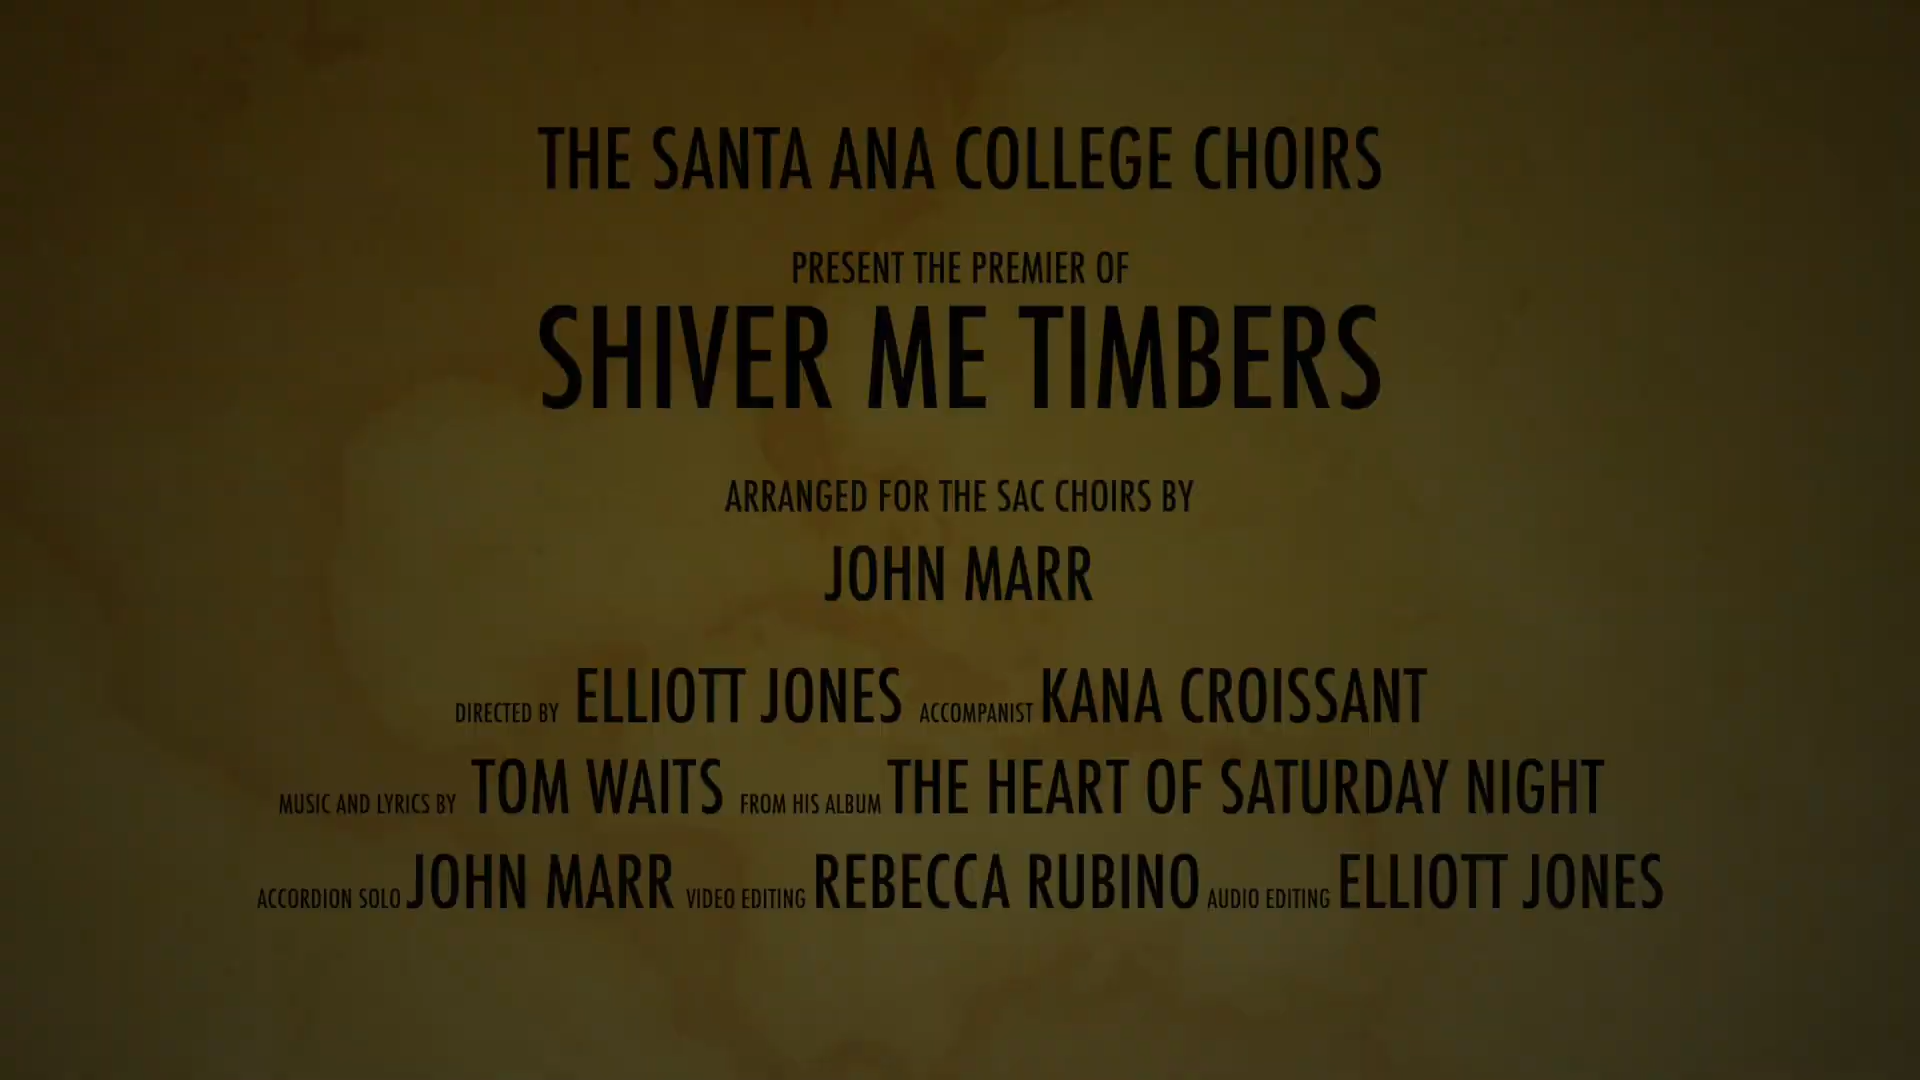 THE SANTA ANA COLLEGE CHOIRS
PRESENT THE PREMIER OF
SHIVER ME TIMBERS
ARRANGED FOR THE SAC CHOIRS BY
JOHN MARR
DIRECTED BY ELLIOTT JONES ACCOMPANIST KANA CROISSANT
MUSIC AND LYRICS BY TOM WAITS FROM HIS ALBUM THE HEART OF SATURDAY NIGHT
ACCORDION SOLO JOHN MARR VIDEO EDITING REBECCA RUBINO AUDIO EDITING ELLIOTT JONES